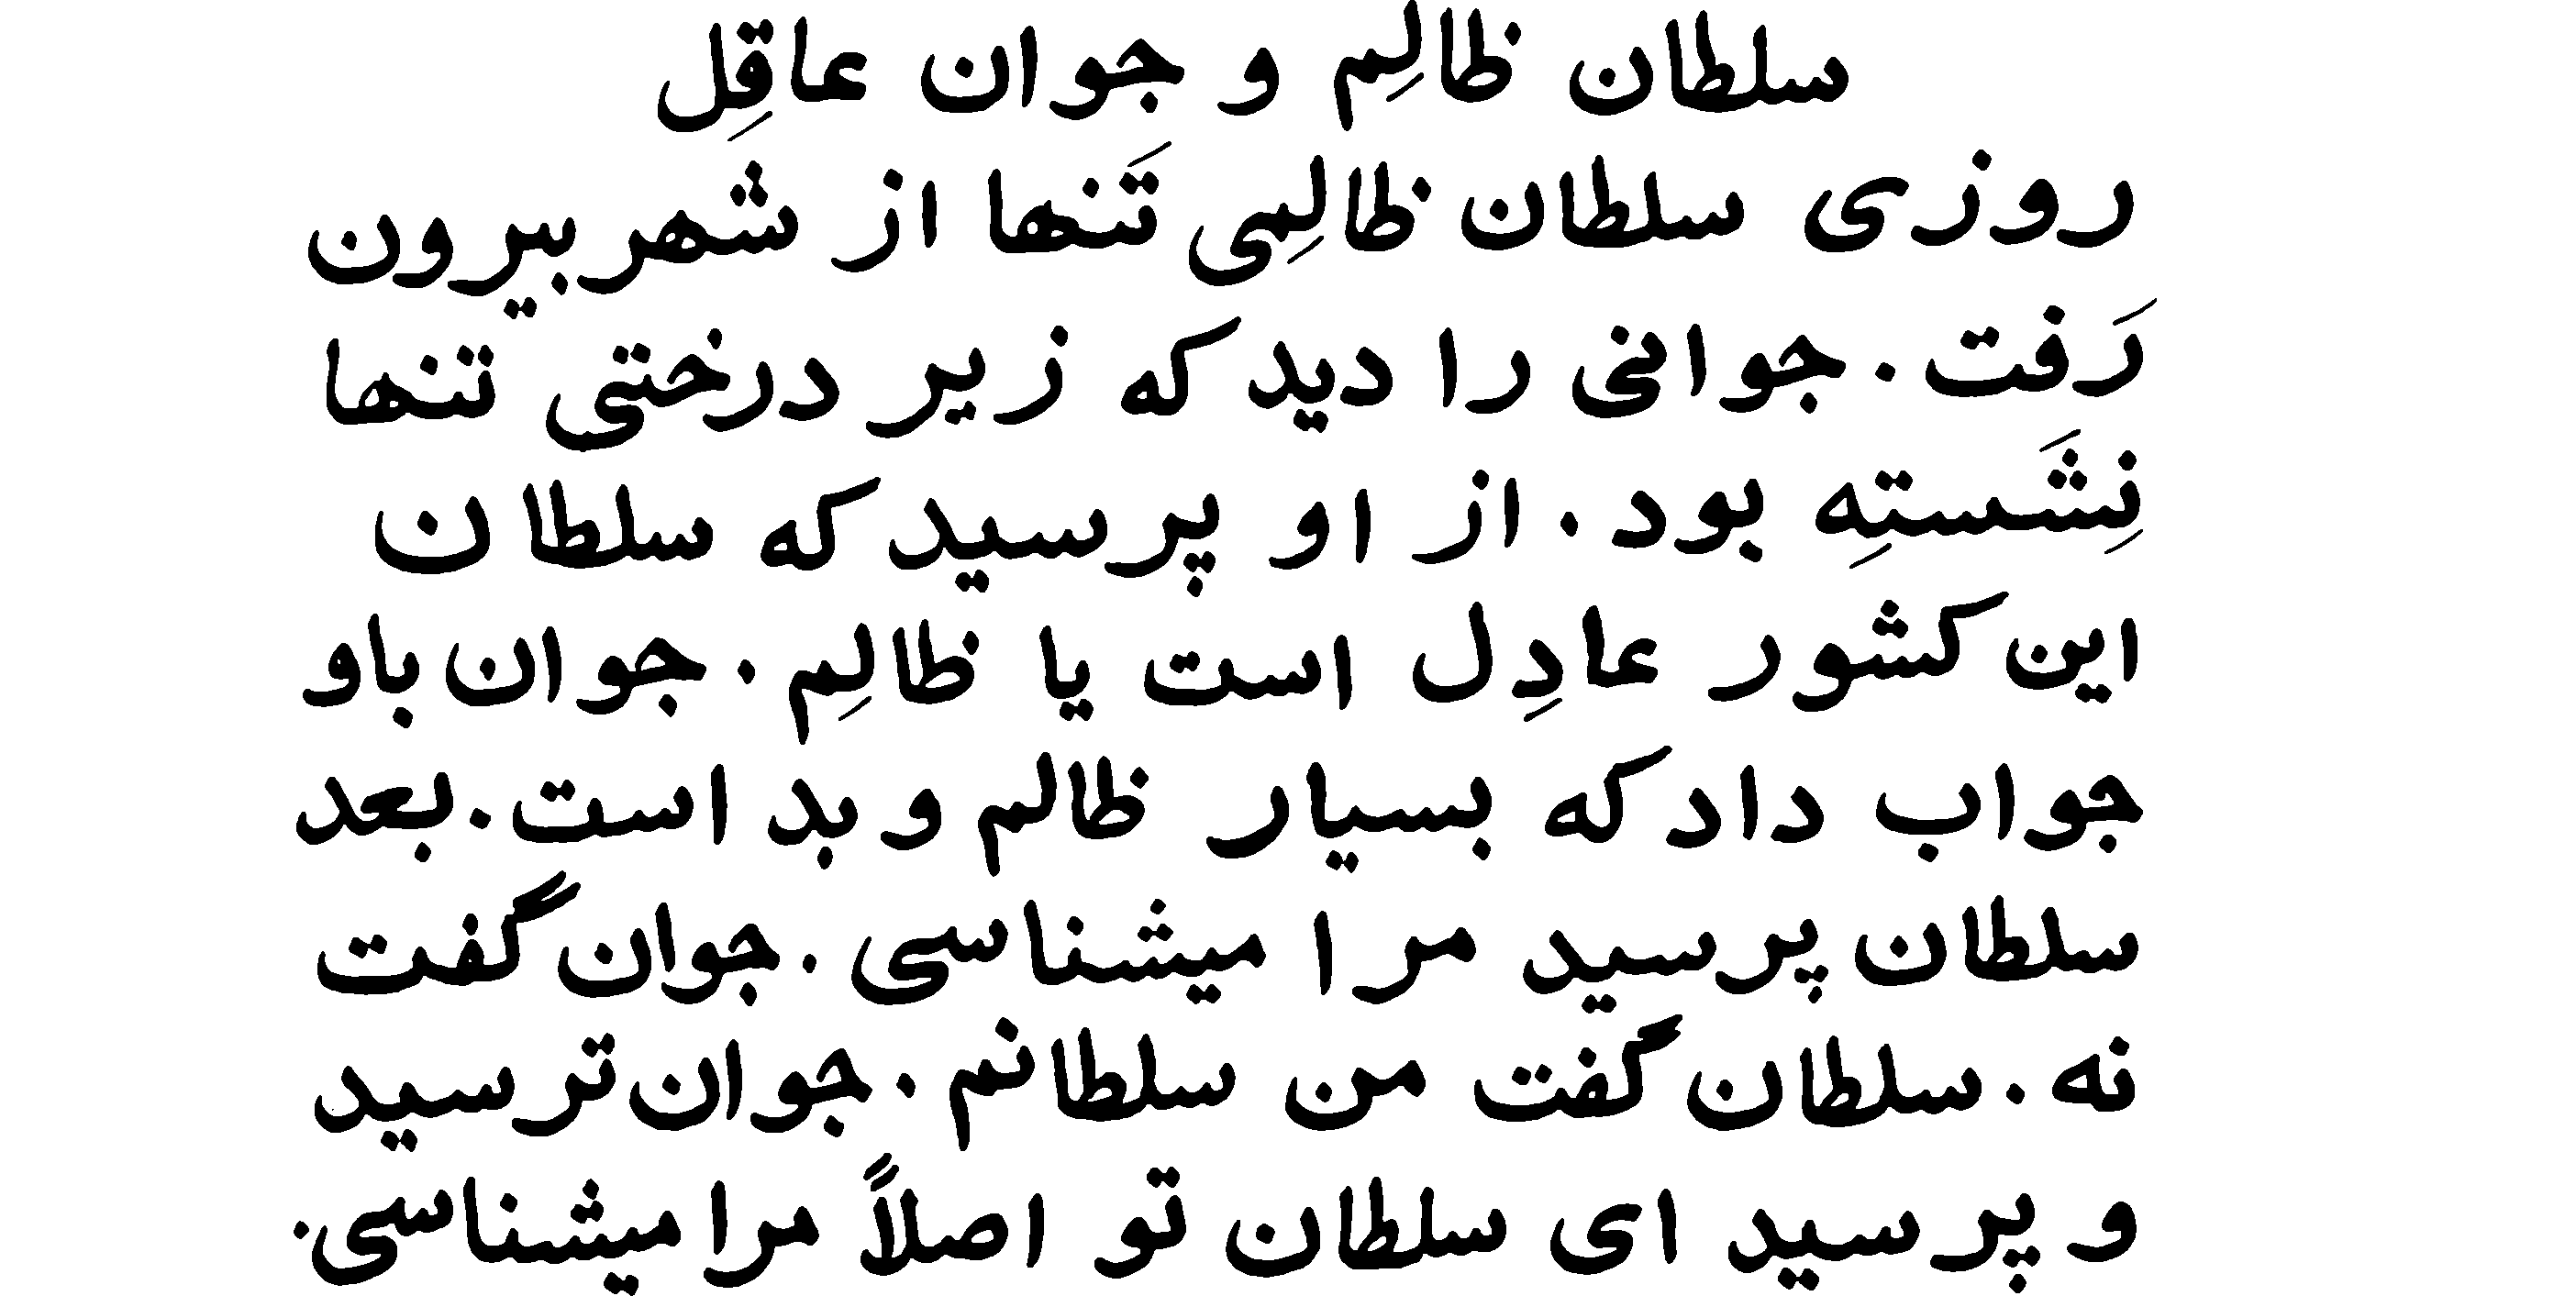 سلطان ظالِم و جوان عاقِل
روزی سلطان ظالِمی تَنها از شهر بیرون
رَفت . جوانی را دید که زیر درختی تنها
نِشَستِه بود . از او پرسید که سلطان
این کشور عادِل است یا ظالِم . جوان باو
جواب داد که بسیار ظالم و بد است . بعد
سلطان پرسید مرا میشناسی . جوان گفت
نه . سلطان گفت من سلطانم . جوان ترسید
و پرسید ای سلطان تو اصلاً مرا میشناسی .